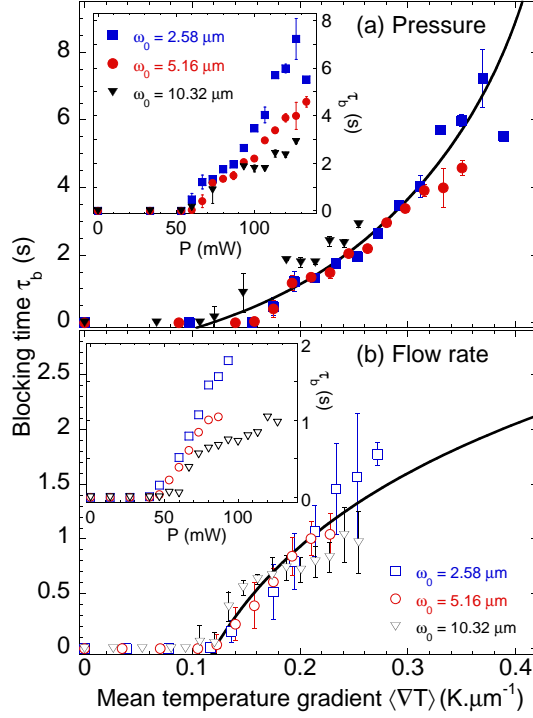 (a) Pressure
ω₀ = 2.58 μm
ω₀ = 5.16 μm
ω₀ = 10.32 μm
8
6
4
2
0
τ_b (s)
0
50
100
P (mW)
8
6
4
2
0
Blocking time τ_b (s)
(b) Flow rate
2
1
0
τ_b (s)
0
50
100
P (mW)
2.5
2
1.5
1
0.5
0
ω₀ = 2.58 μm
ω₀ = 5.16 μm
ω₀ = 10.32 μm
0
0.1
0.2
0.3
0.4
Mean temperature gradient ⟨∇T⟩ (K.μm⁻¹)